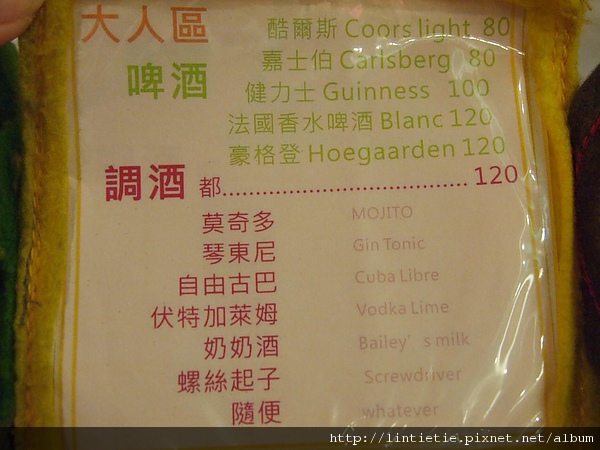 大人區
酷爾斯 Coors light 80
嘉士伯 Carlsberg 80
啤酒
健力士 Guinness 100
法國香水啤酒 Blanc 120
豪格登 Hoegaarden 120
調酒 都..................................... 120
莫奇多 MOJITO
琴東尼 Gin Tonic
自由古巴 Cuba Libre
伏特加萊姆 Vodka Lime
奶奶酒 Bailey's milk
螺絲起子 Screwdriver
隨便 whatever
http://lintietie.pixnet.net/album